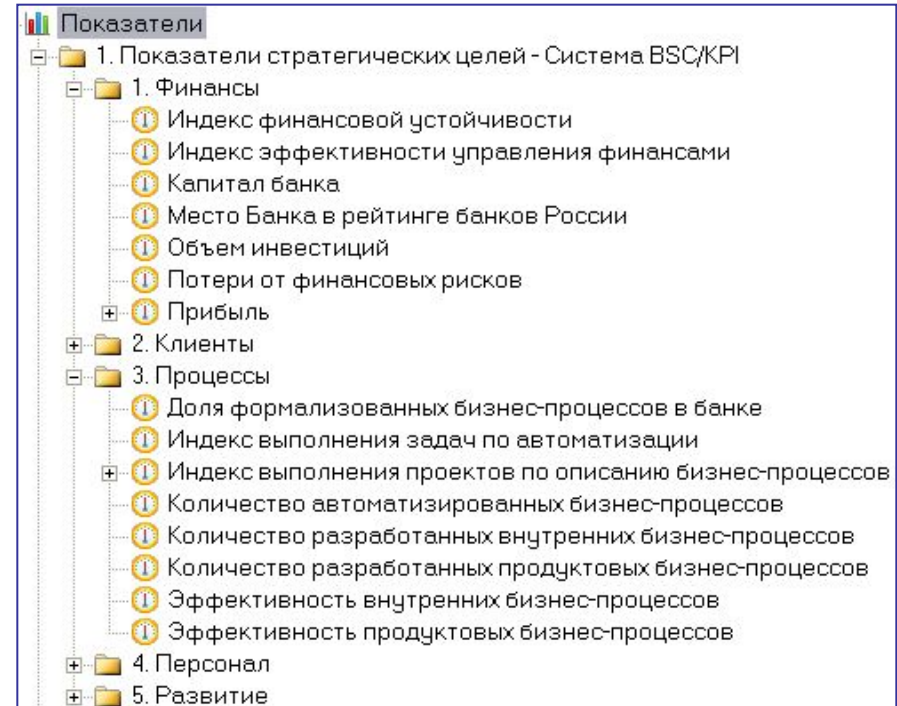 Показатели
1. Показатели стратегических целей - Система BSC/KPI
1. Финансы
Индекс финансовой устойчивости
Индекс эффективности управления финансами
Капитал банка
Место Банка в рейтинге банков России
Объем инвестиций
Потери от финансовых рисков
Прибыль
2. Клиенты
3. Процессы
Доля формализованных бизнес-процессов в банке
Индекс выполнения задач по автоматизации
Индекс выполнения проектов по описанию бизнес-процессов
Количество автоматизированных бизнес-процессов
Количество разработанных внутренних бизнес-процессов
Количество разработанных продуктовых бизнес-процессов
Эффективность внутренних бизнес-процессов
Эффективность продуктовых бизнес-процессов
4. Персонал
5. Развитие